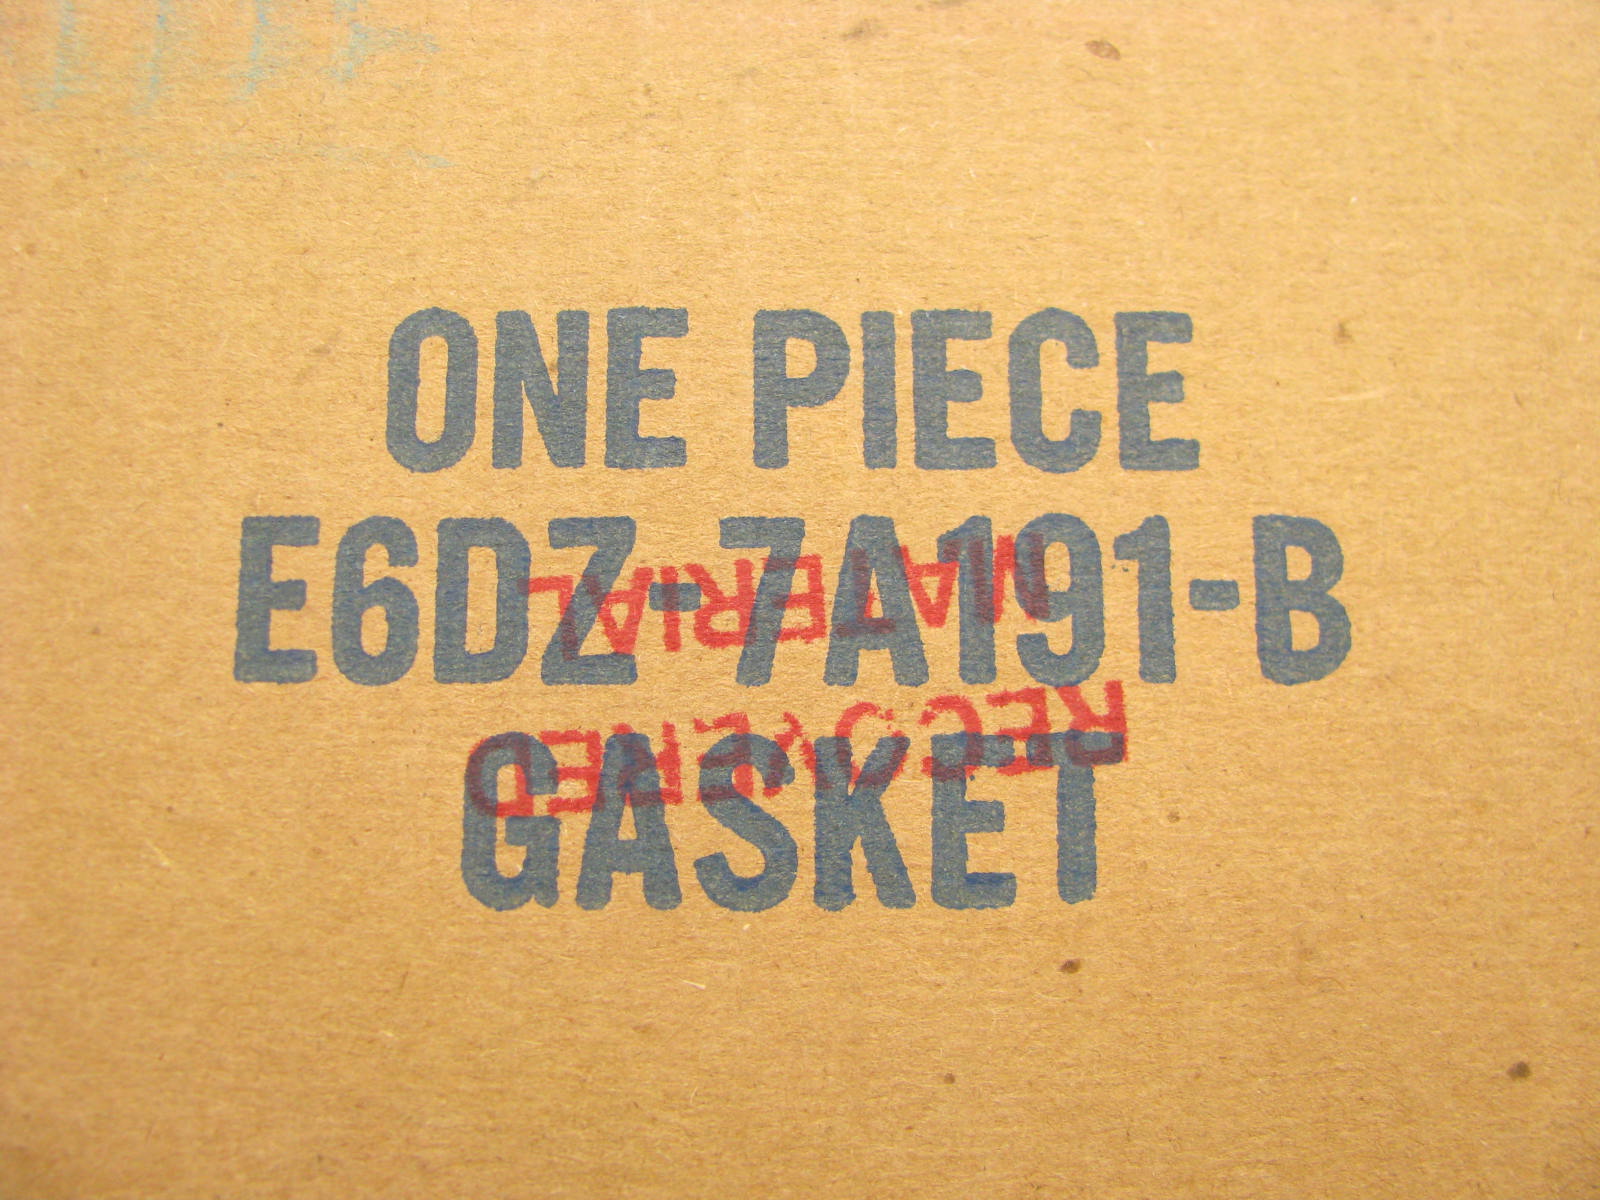 ONE PIECE
E6DZ-7A191-B
GASKET
RECOVERED
MATERIAL